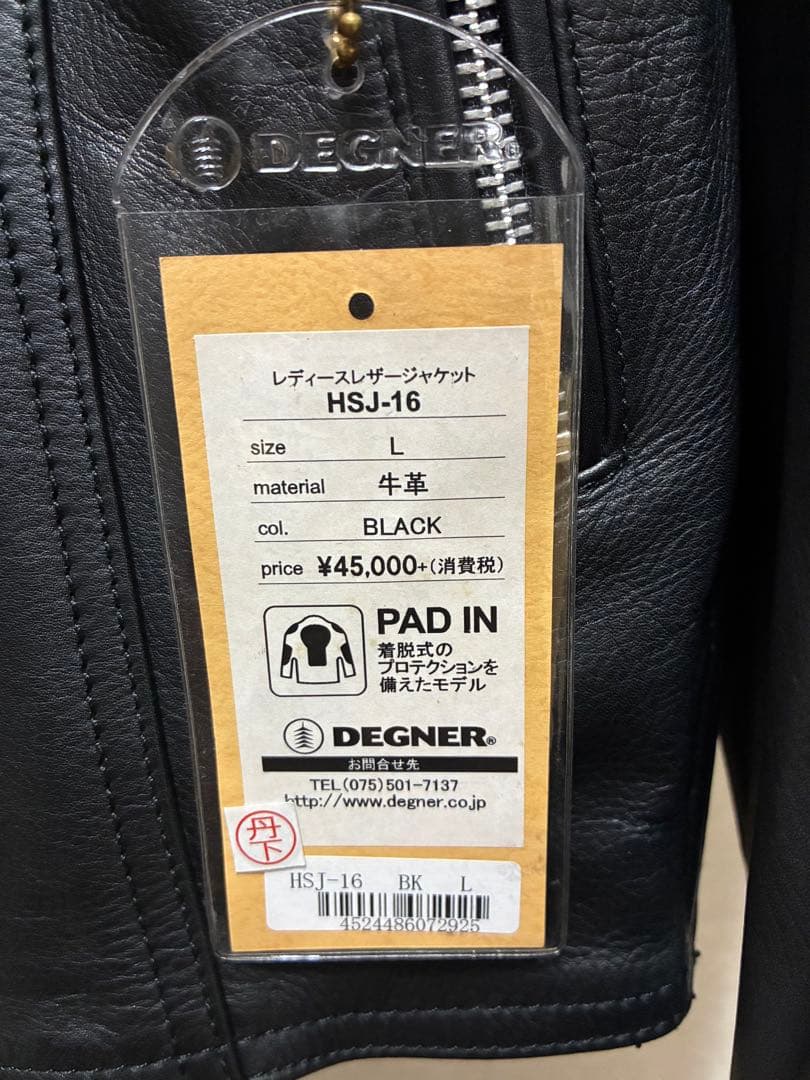 DEGNER®
レディースレザージャケット
HSJ-16
size L
material 牛革
col. BLACK
price ¥45,000+(消費税)
PAD IN
着脱式の
プロテクションを
備えたモデル
DEGNER®
お問合せ先
TEL(075)501-7137
http://www.degner.co.jp
丹下
HSJ-16 BK L
4524486072925